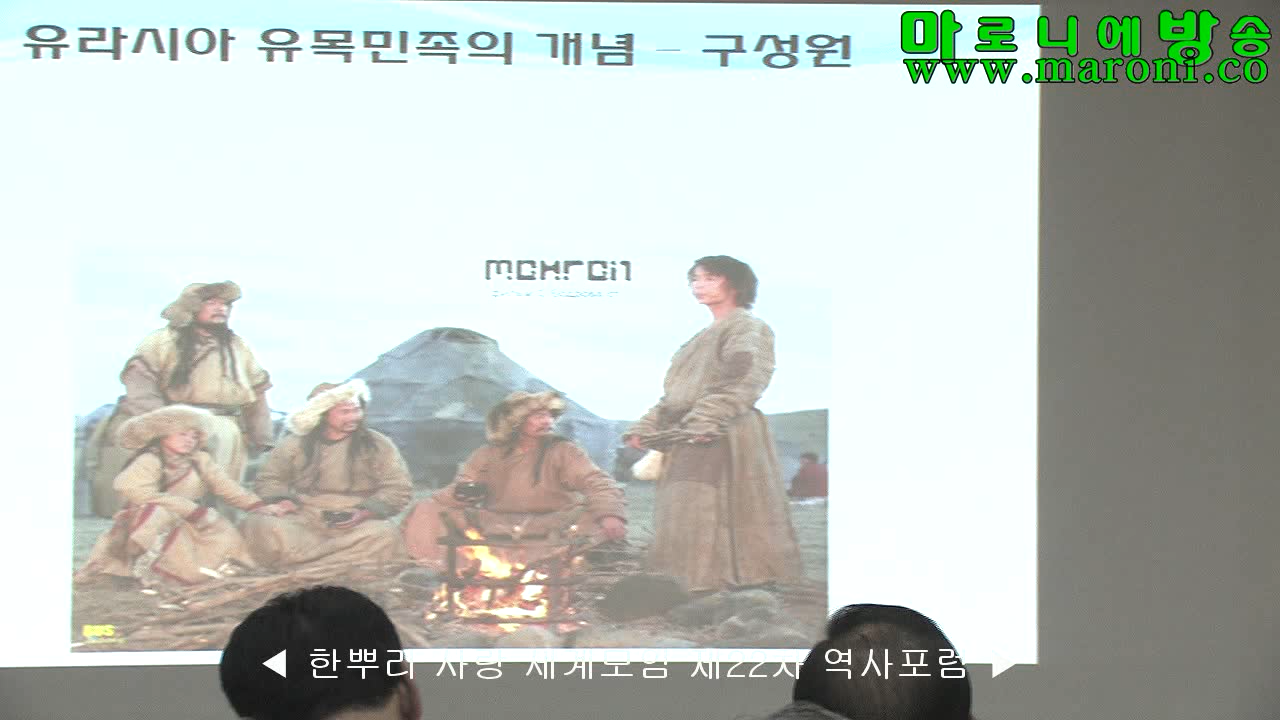 유라시아 유목민족의 개념 - 구성원
마로니에방송
www.maroni.co
◀ 한뿌리 사랑 세계모임 제22차 역사포럼 ▶